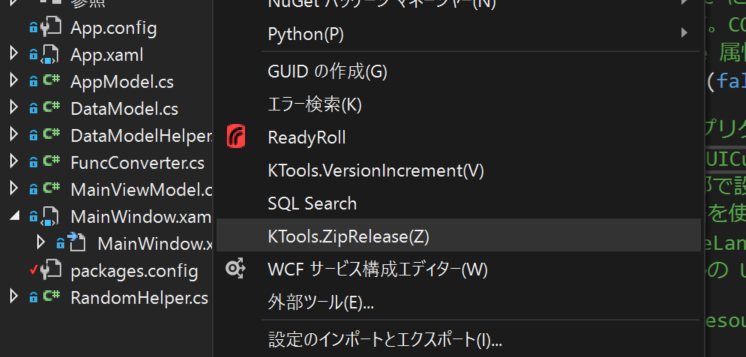 参照
App.config
App.xaml
AppModel.cs
DataModel.cs
DataModelHelper
FuncConverter.cs
MainViewModel.c
MainWindow.xam
MainWindow.x
packages.config
RandomHelper.cs
NuGet パッケージ マネージャー(N)
Python(P)
GUID の作成(G)
エラー検索(K)
ReadyRoll
KTools.VersionIncrement(V)
SQL Search
KTools.ZipRelease(Z)
WCF サービス構成エディター(W)
外部ツール(E)...
設定のインポートとエクスポート(I)...
。CO
属性
(fal
プリケ
UICu
部で設
を使
eLan
の U
esou